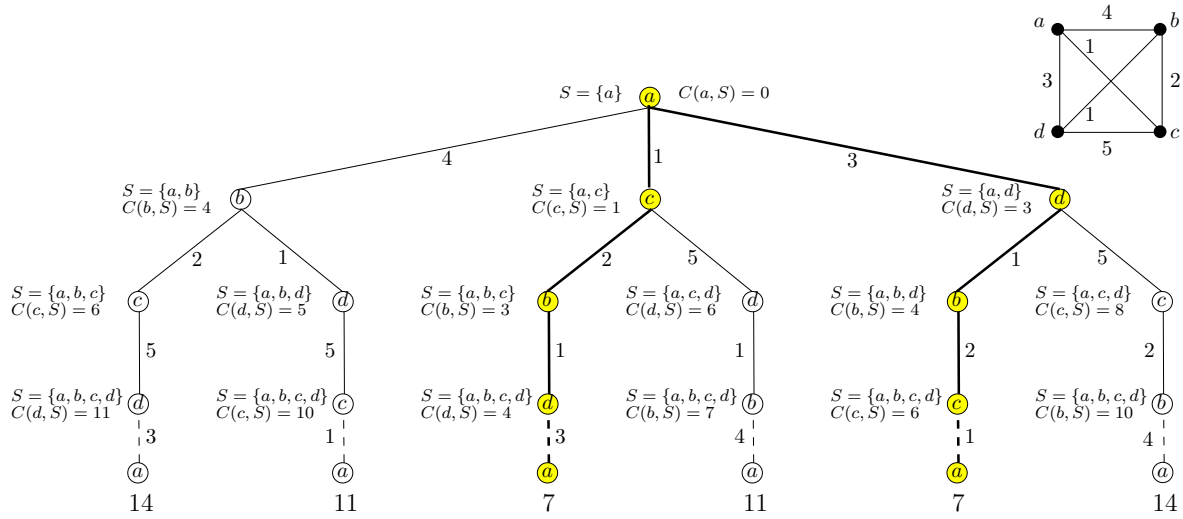 a 4 b
1
3 2
1
d 5 c
S = {a} a C(a, S) = 0
4 1 3
S = {a, b}
C(b, S) = 4 b
S = {a, c}
C(c, S) = 1 c
S = {a, d}
C(d, S) = 3 d
2 1 2 5 1 5
S = {a, b, c}
C(c, S) = 6 c
S = {a, b, d}
C(d, S) = 5 d
S = {a, b, c}
C(b, S) = 3 b
S = {a, c, d}
C(d, S) = 6 d
S = {a, b, d}
C(b, S) = 4 b
S = {a, c, d}
C(c, S) = 8 c
5 5 1 1 2 2
S = {a, b, c, d}
C(d, S) = 11 d
S = {a, b, c, d}
C(c, S) = 10 c
S = {a, b, c, d}
C(d, S) = 4 d
S = {a, b, c, d}
C(b, S) = 7 b
S = {a, b, c, d}
C(c, S) = 6 c
S = {a, b, c, d}
C(b, S) = 10 b
3 1 3 4 1 4
a a a a a a
14 11 7 11 7 14